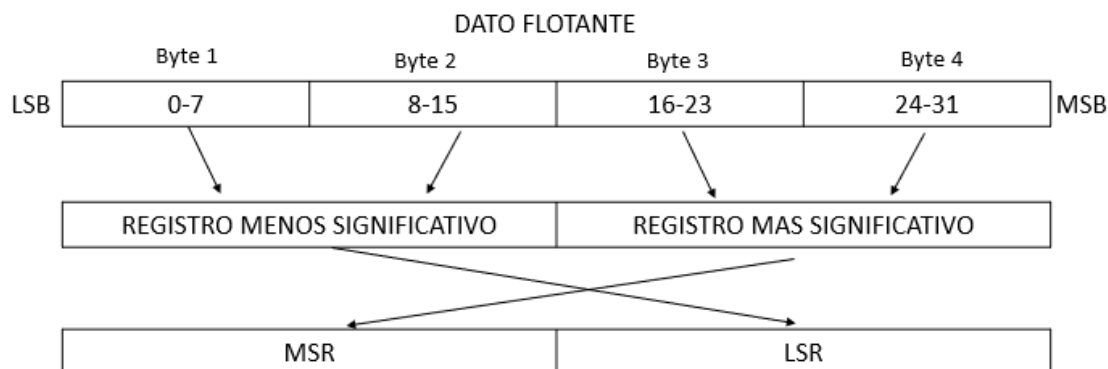 DATO FLOTANTE
Byte 1 Byte 2 Byte 3 Byte 4
LSB 0-7 8-15 16-23 24-31 MSB
REGISTRO MENOS SIGNIFICATIVO REGISTRO MAS SIGNIFICATIVO
MSR LSR